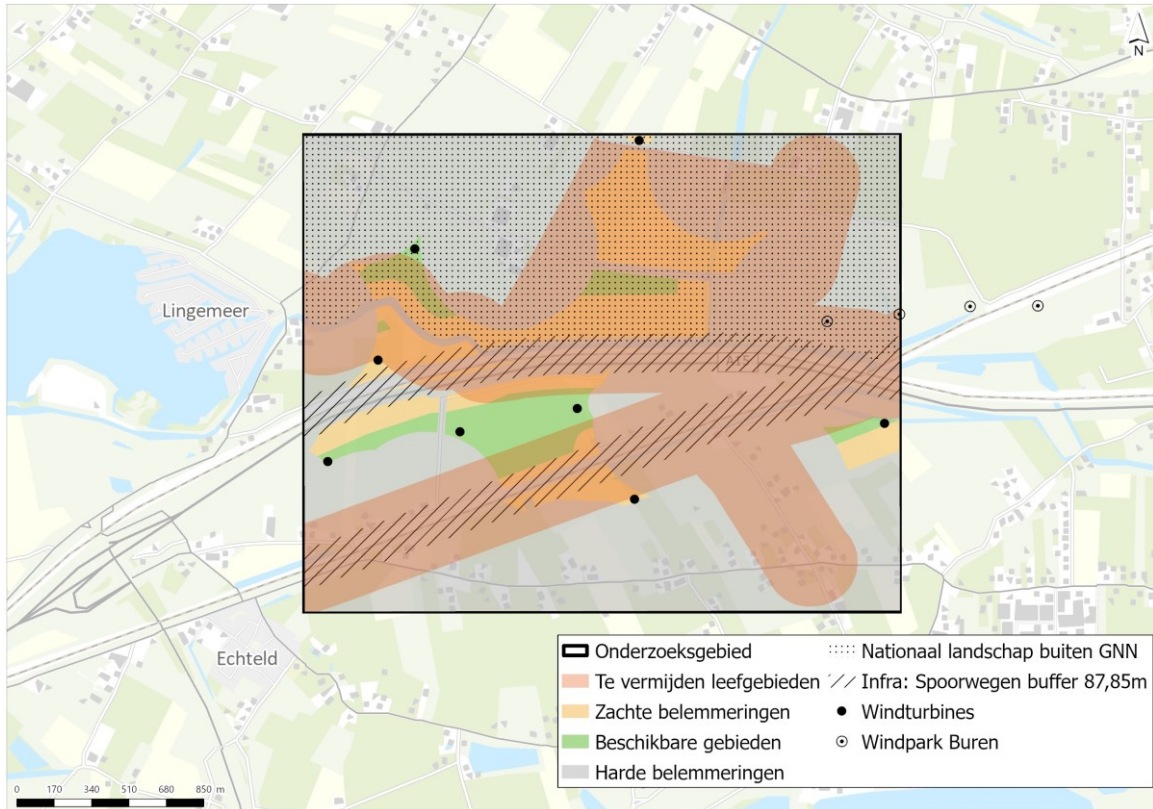 N
Lingemeer
A15
Echteld
Onderzoeksgebied
Te vermijden leefgebieden
Zachte belemmeringen
Beschikbare gebieden
Harde belemmeringen
Nationaal landschap buiten GNN
Infra: Spoorwegen buffer 87,85m
Windturbines
Windpark Buren
0 170 340 510 680 850 m